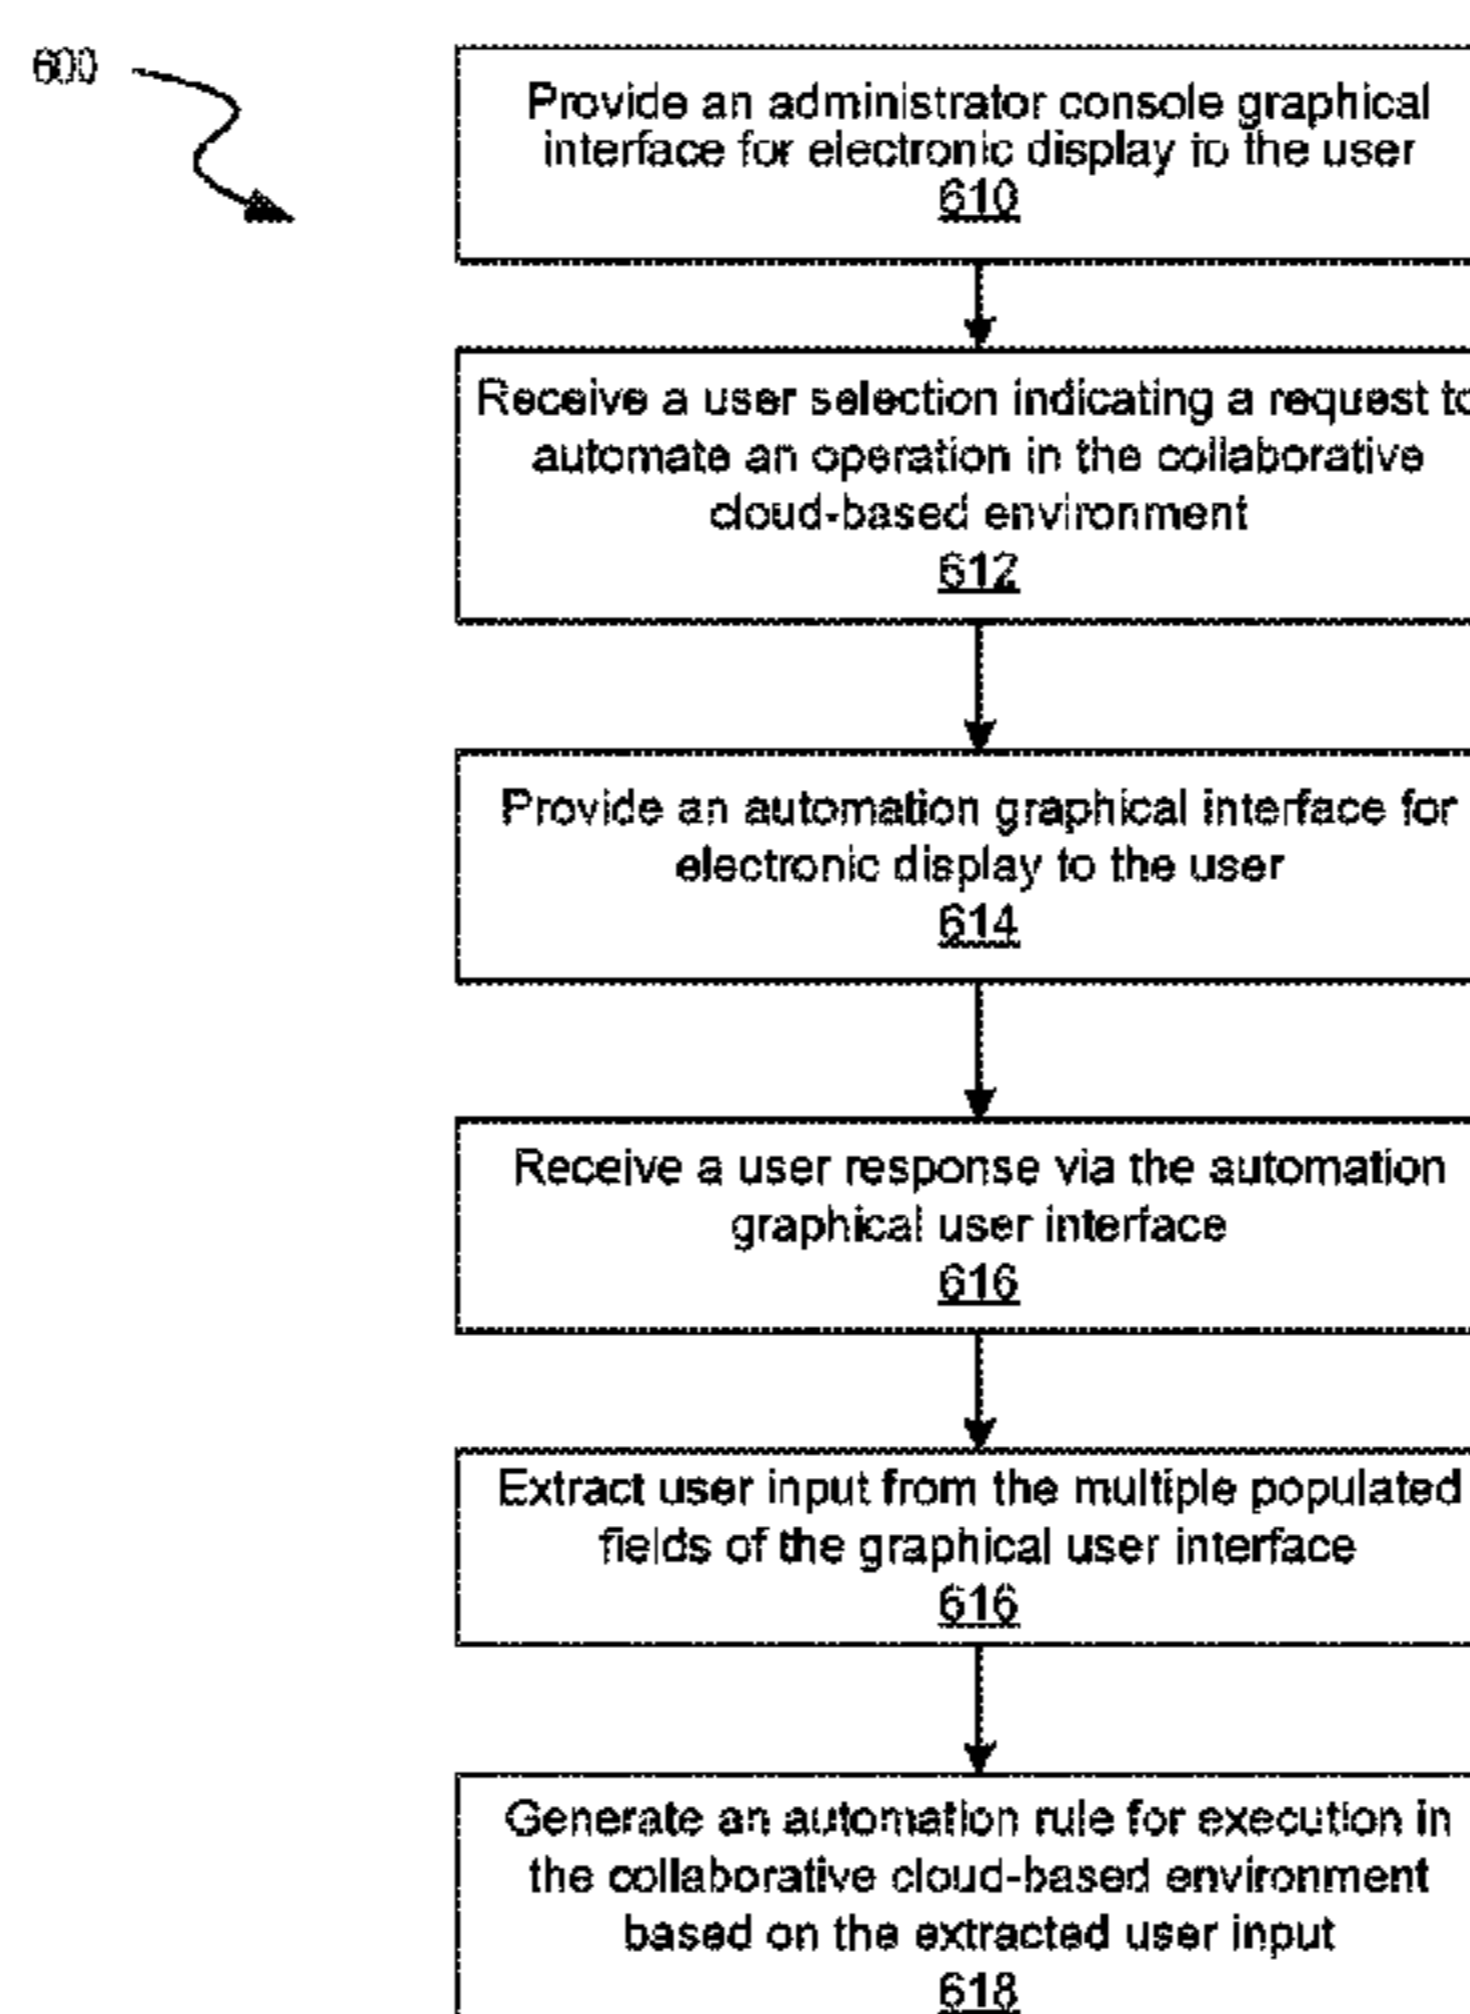 600
Provide an administrator console graphical
interface for electronic display to the user
610
Receive a user selection indicating a request to
automate an operation in the collaborative
cloud-based environment
612
Provide an automation graphical interface for
electronic display to the user
614
Receive a user response via the automation
graphical user interface
616
Extract user input from the multiple populated
fields of the graphical user interface
616
Generate an automation rule for execution in
the collaborative cloud-based environment
based on the extracted user input
618